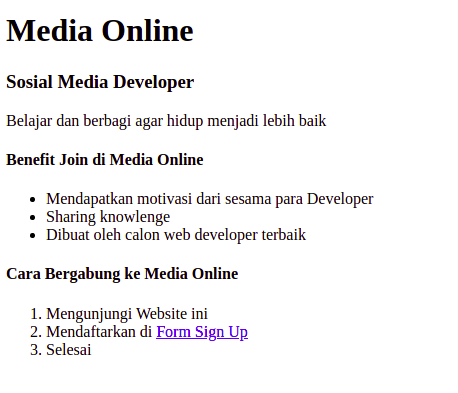 Media Online
Sosial Media Developer
Belajar dan berbagi agar hidup menjadi lebih baik
Benefit Join di Media Online
• Mendapatkan motivasi dari sesama para Developer
• Sharing knowlenge
• Dibuat oleh calon web developer terbaik
Cara Bergabung ke Media Online
1. Mengunjungi Website ini
2. Mendaftarkan di Form Sign Up
3. Selesai